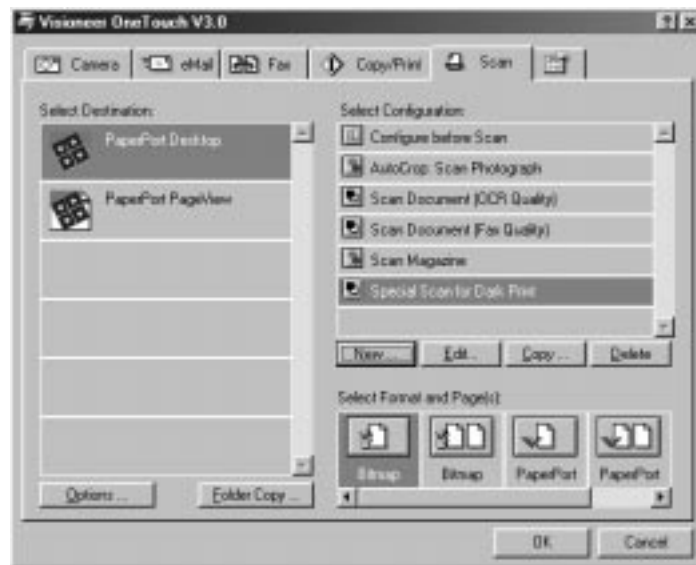 Visioneer OneTouch V3.0
Camera eMail Fax Copy/Print Scan
Select Destination:
PaperPort Desktop
PaperPort PageView
Options ...
Folder Copy ...
Select Configuration:
Configure before Scan
AutoCrop: Scan Photograph
Scan Document (OCR Quality)
Scan Document (Fax Quality)
Scan Magazine
Special Scan for Dark Print
New ... Edit... Copy ... Delete
Select Format and Page(s):
Bitmap Bitmap PaperPort PaperPort
OK Cancel